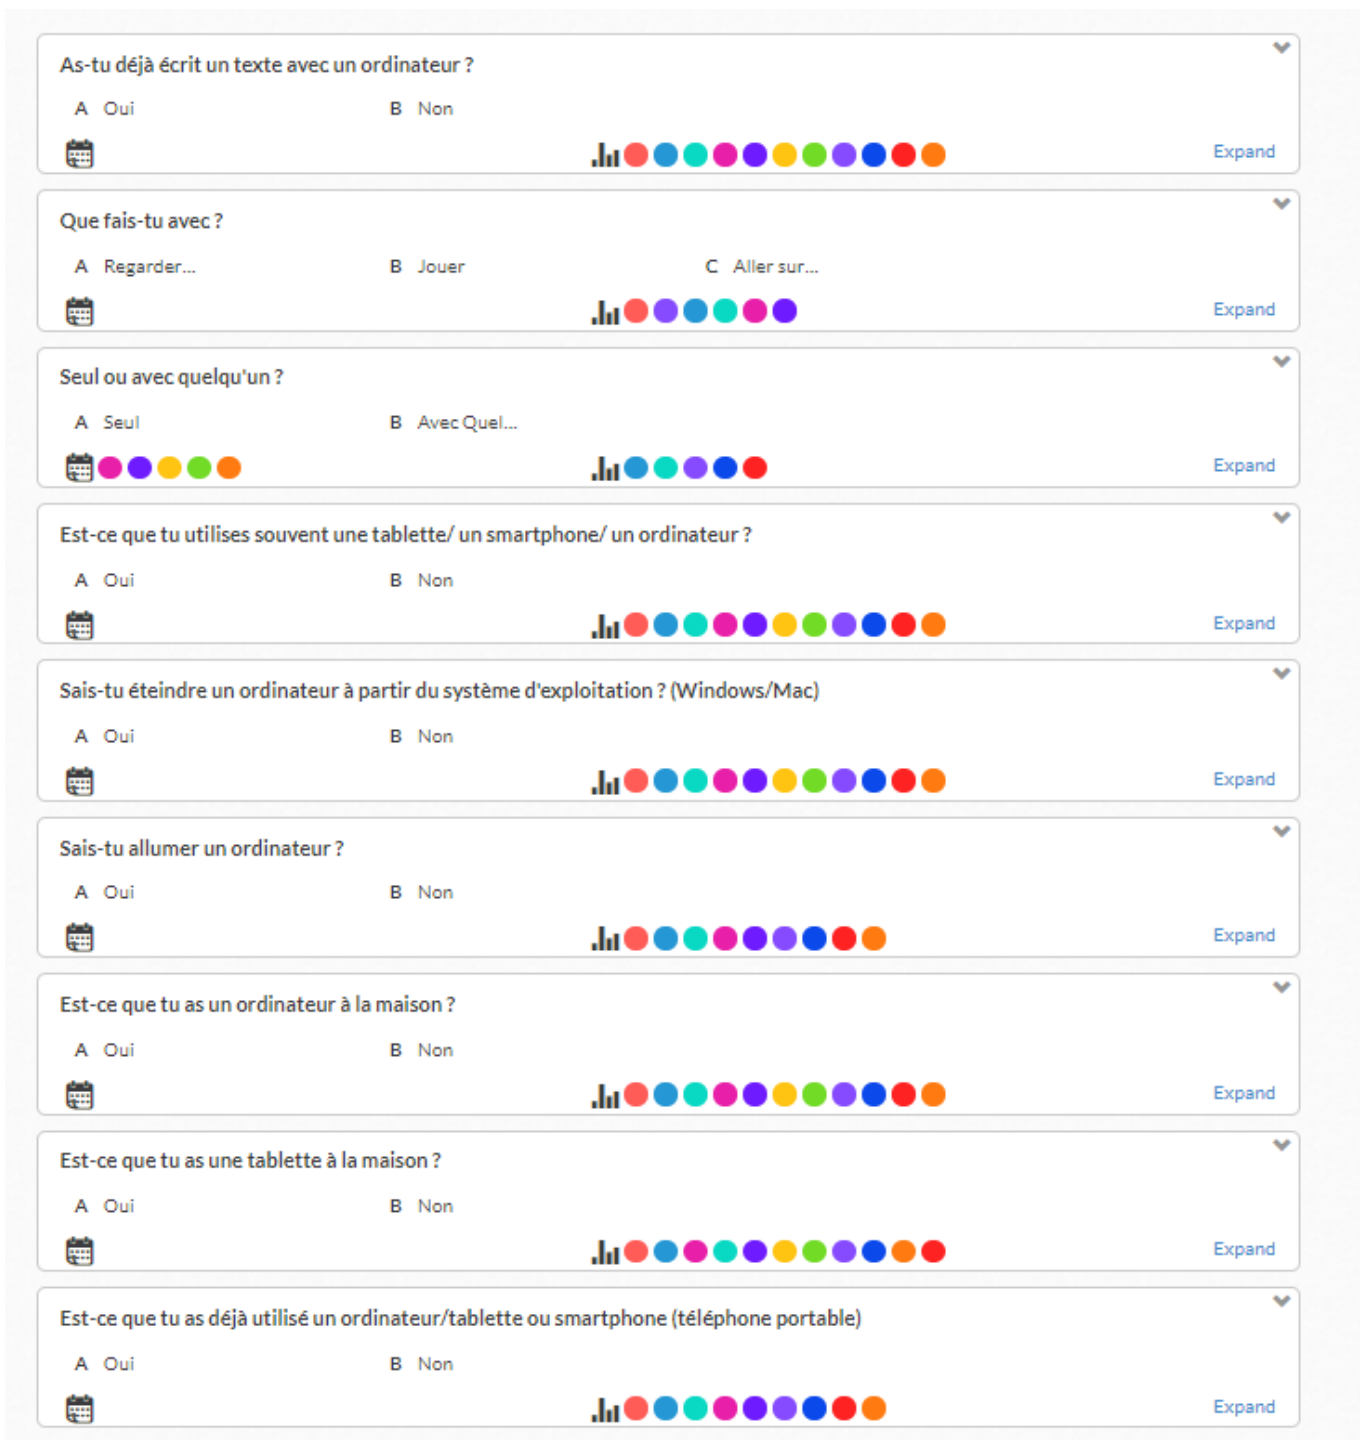 As-tu déjà écrit un texte avec un ordinateur ?
A Oui B Non
Expand
Que fais-tu avec ?
A Regarder... B Jouer C Aller sur...
Expand
Seul ou avec quelqu'un ?
A Seul B Avec Quel...
Expand
Est-ce que tu utilises souvent une tablette/ un smartphone/ un ordinateur ?
A Oui B Non
Expand
Sais-tu éteindre un ordinateur à partir du système d'exploitation ? (Windows/Mac)
A Oui B Non
Expand
Sais-tu allumer un ordinateur ?
A Oui B Non
Expand
Est-ce que tu as un ordinateur à la maison ?
A Oui B Non
Expand
Est-ce que tu as une tablette à la maison ?
A Oui B Non
Expand
Est-ce que tu as déjà utilisé un ordinateur/tablette ou smartphone (téléphone portable)
A Oui B Non
Expand